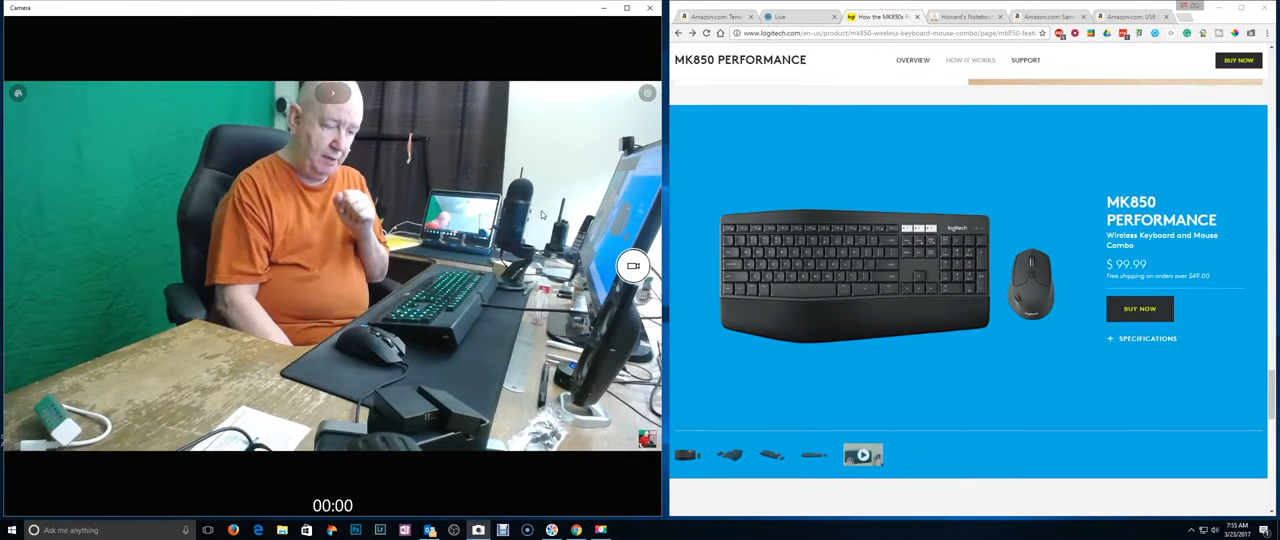 Camera
00:00
Amazon.com: Ten
Live
How the MK850s F
Howard's Notebook
Amazon.com: Sam
Amazon.com: USB
www.logitech.com/en-us/product/mk850-wireless-keyboard-mouse-combo/page/mk850-feat
MK850 PERFORMANCE
OVERVIEW
HOW IT WORKS
SUPPORT
BUY NOW
logitech
MK850
PERFORMANCE
Wireless Keyboard and Mouse
Combo
$ 99.99
Free shipping on orders over $49.00
BUY NOW
+ SPECIFICATIONS
Ask me anything
7:55 AM
3/23/2017